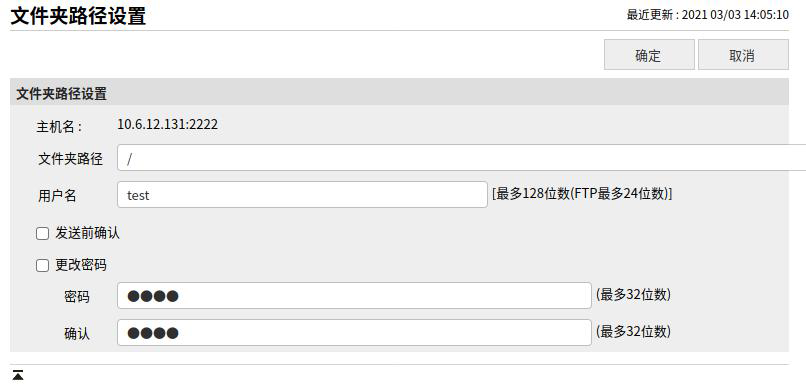 文件夹路径设置
最近更新 : 2021 03/03 14:05:10
确定 取消
文件夹路径设置
主机名 : 10.6.12.131:2222
文件夹路径 /
用户名 test [最多128位数(FTP最多24位数)]
发送前确认
更改密码
密码 ●●●● (最多32位数)
确认 ●●●● (最多32位数)